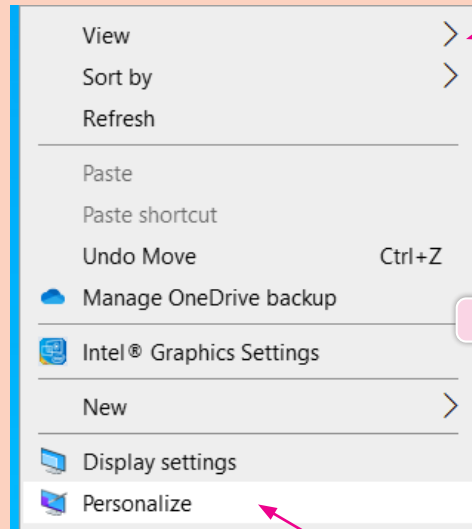 View
Sort by
Refresh
Paste
Paste shortcut
Undo Move Ctrl+Z
Manage OneDrive backup
Intel® Graphics Settings
New
Display settings
Personalize